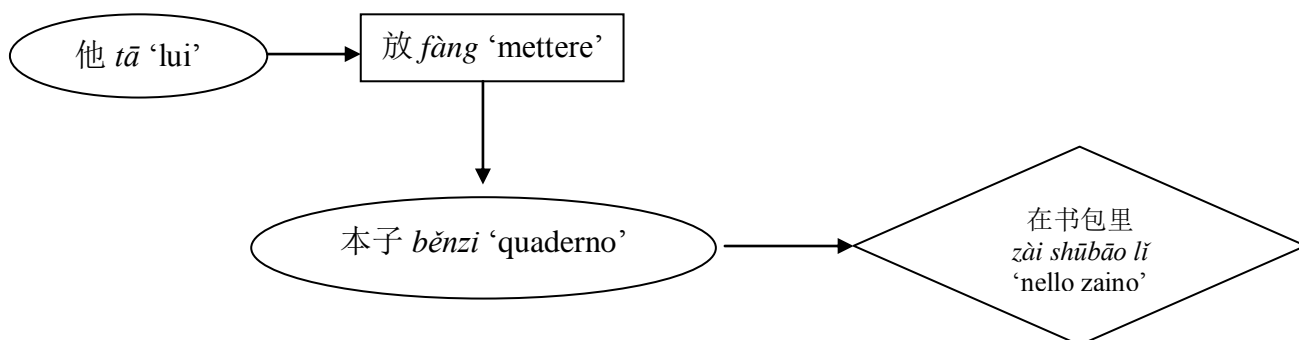 他 tā ‘lui’
放 fàng ‘mettere’
本子 běnzi ‘quaderno’
在书包里
zài shūbāo lǐ
‘nello zaino’